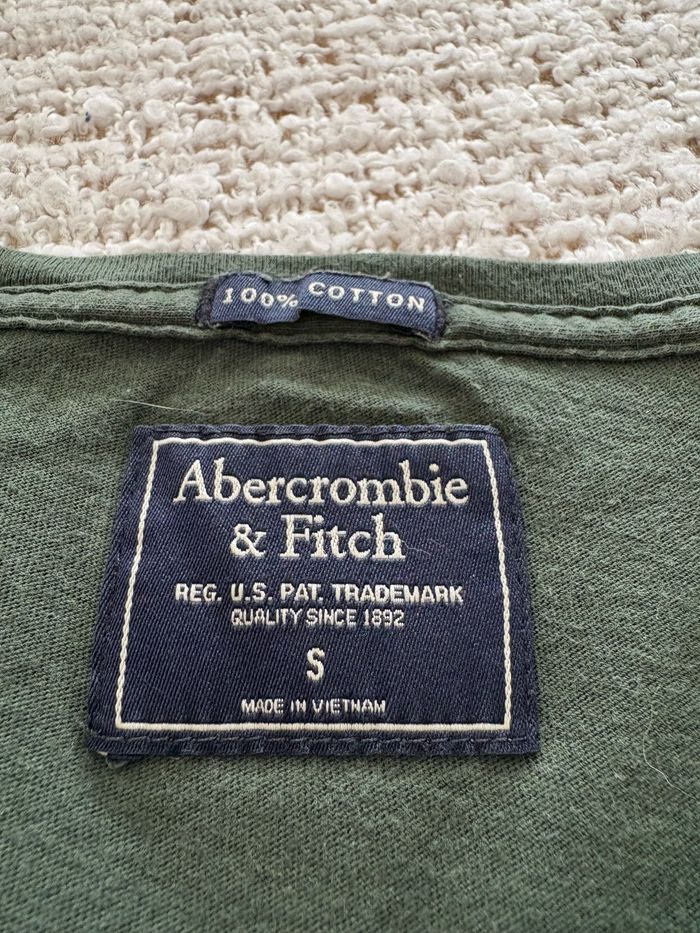 100% COTTON
Abercrombie
& Fitch
REG. U.S. PAT. TRADEMARK
QUALITY SINCE 1892
S
MADE IN VIETNAM